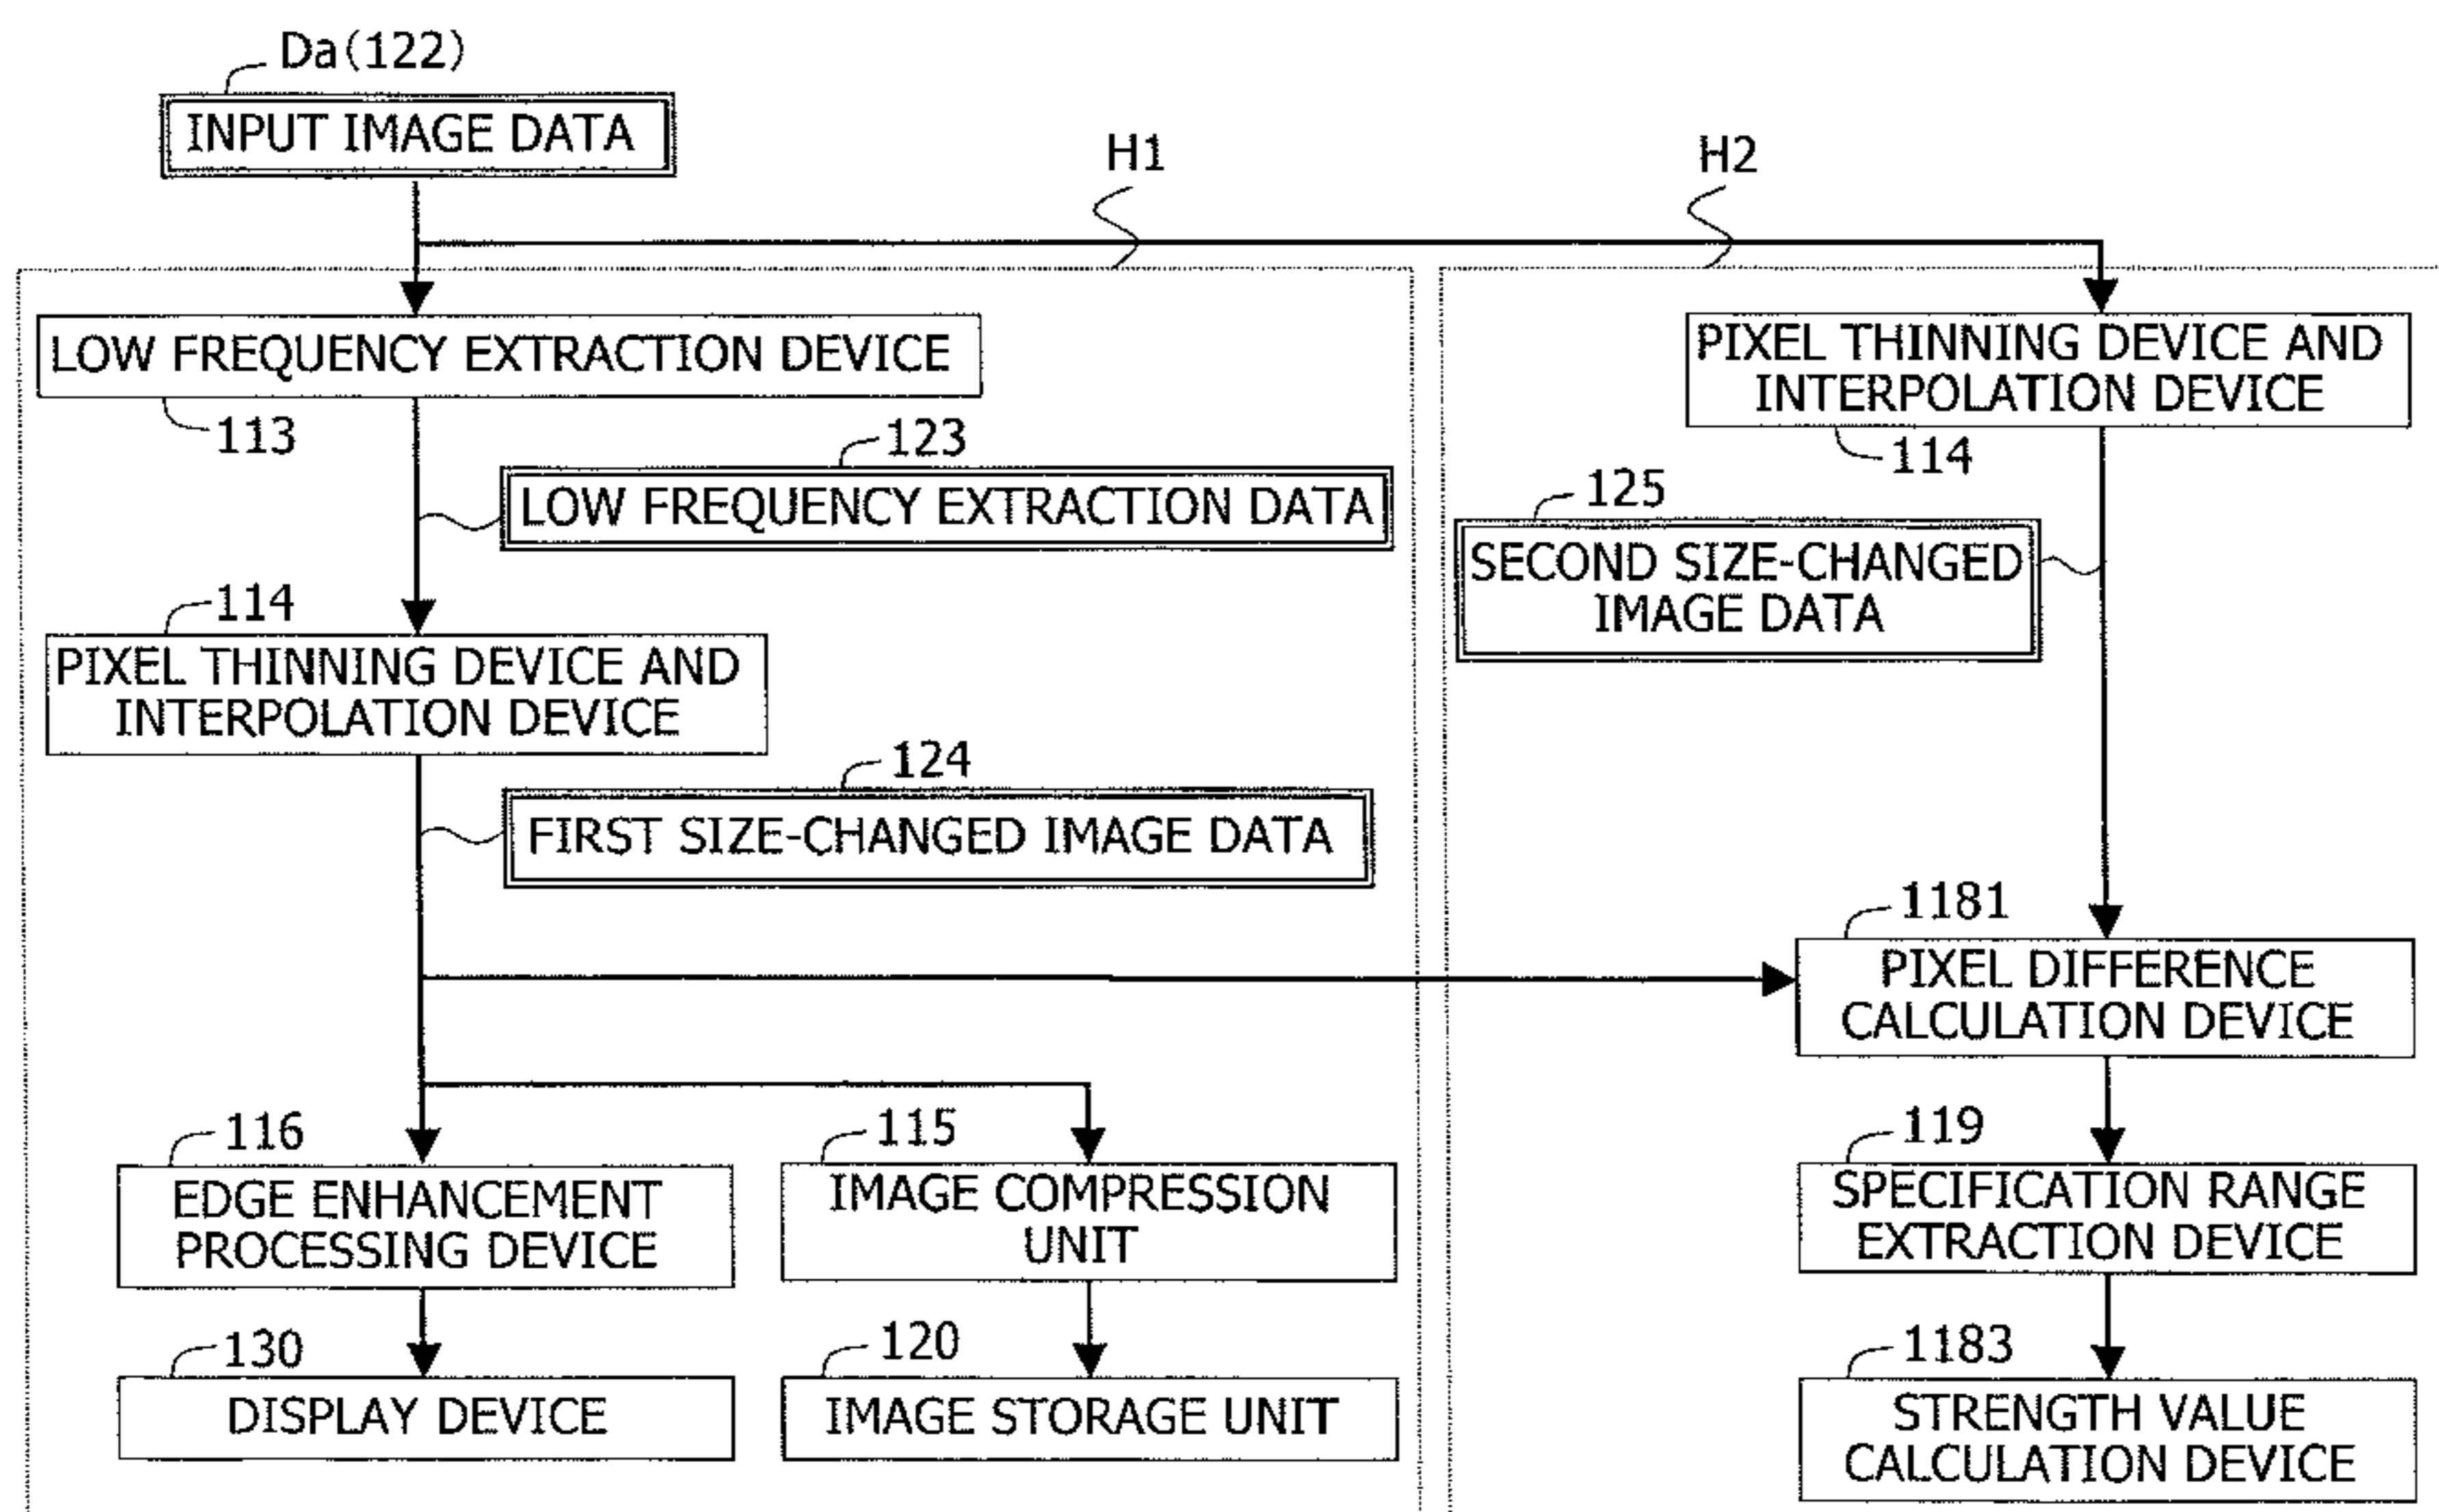 Da(122)
INPUT IMAGE DATA
H1
H2
LOW FREQUENCY EXTRACTION DEVICE
113
PIXEL THINNING DEVICE AND
INTERPOLATION DEVICE
114
123
LOW FREQUENCY EXTRACTION DATA
125
SECOND SIZE-CHANGED
IMAGE DATA
114
PIXEL THINNING DEVICE AND
INTERPOLATION DEVICE
124
FIRST SIZE-CHANGED IMAGE DATA
1181
PIXEL DIFFERENCE
CALCULATION DEVICE
116
EDGE ENHANCEMENT
PROCESSING DEVICE
115
IMAGE COMPRESSION
UNIT
119
SPECIFICATION RANGE
EXTRACTION DEVICE
130
DISPLAY DEVICE
120
IMAGE STORAGE UNIT
1183
STRENGTH VALUE
CALCULATION DEVICE